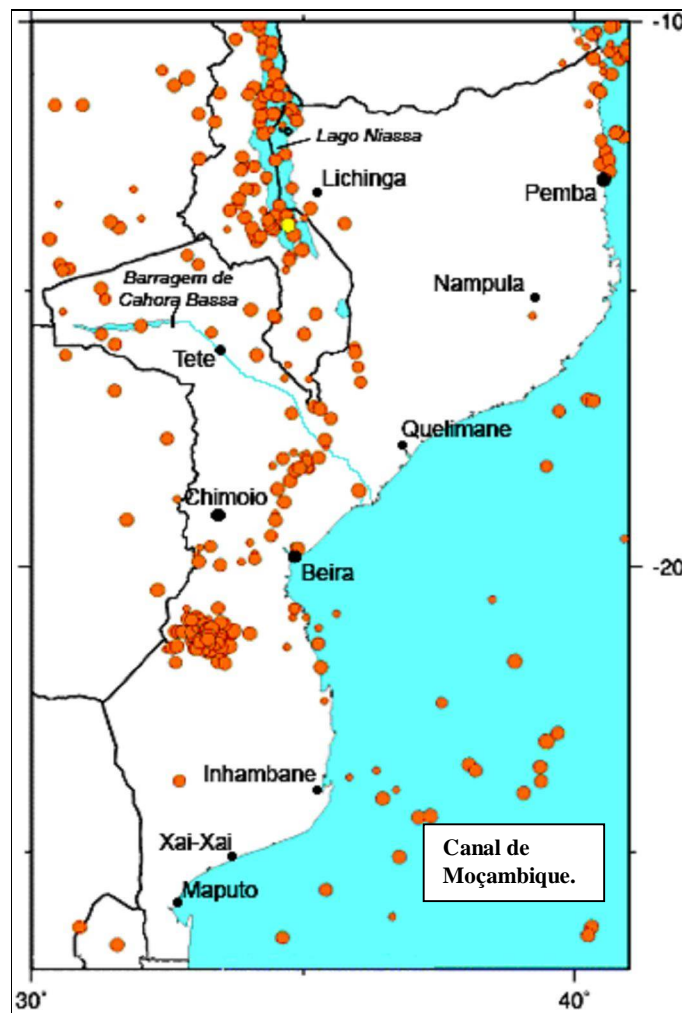 -10
Lago Niassa
Lichinga
Pemba
Barragem de
Cahora Bassa
Nampula
Tete
Quelimane
Chimoio
-20
Beira
Inhambane
Canal de
Moçambique.
Xai-Xai
Maputo
30°
40°